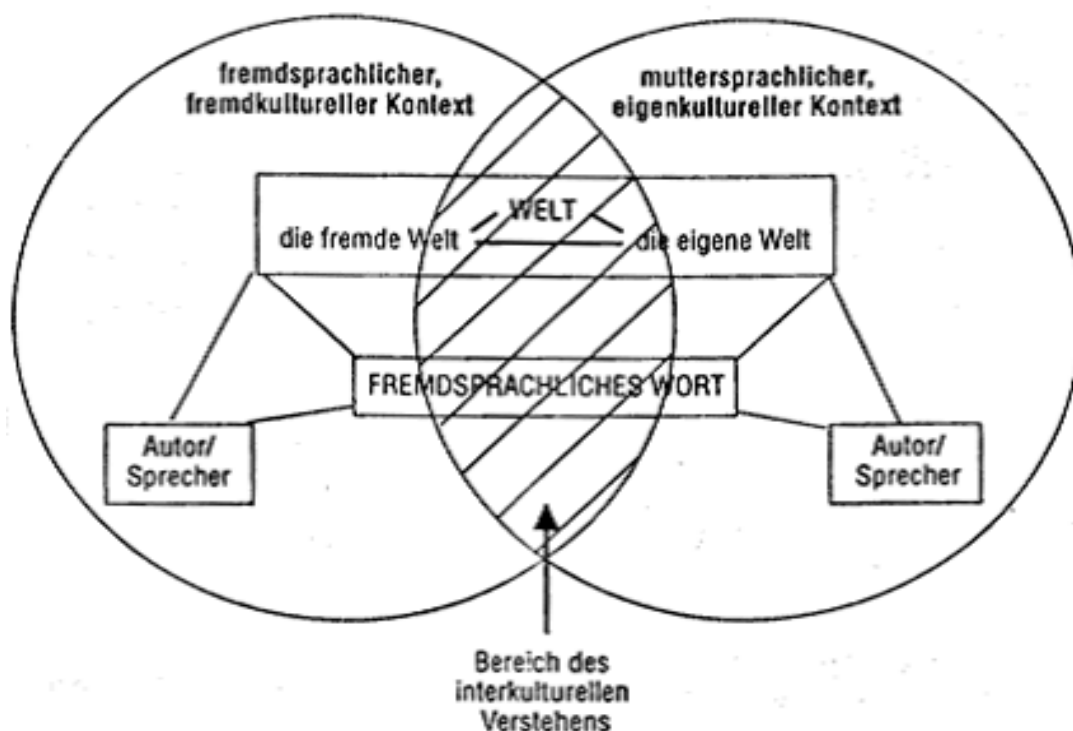 fremdsprachlicher,
fremdkultureller Kontext
muttersprachlicher,
eigenkultureller Kontext
WELT
die fremde Welt
die eigene Welt
FREMDSPRACHLICHES WORT
Autor/
Sprecher
Autor/
Sprecher
Bereich des
interkulturellen
Verstehens